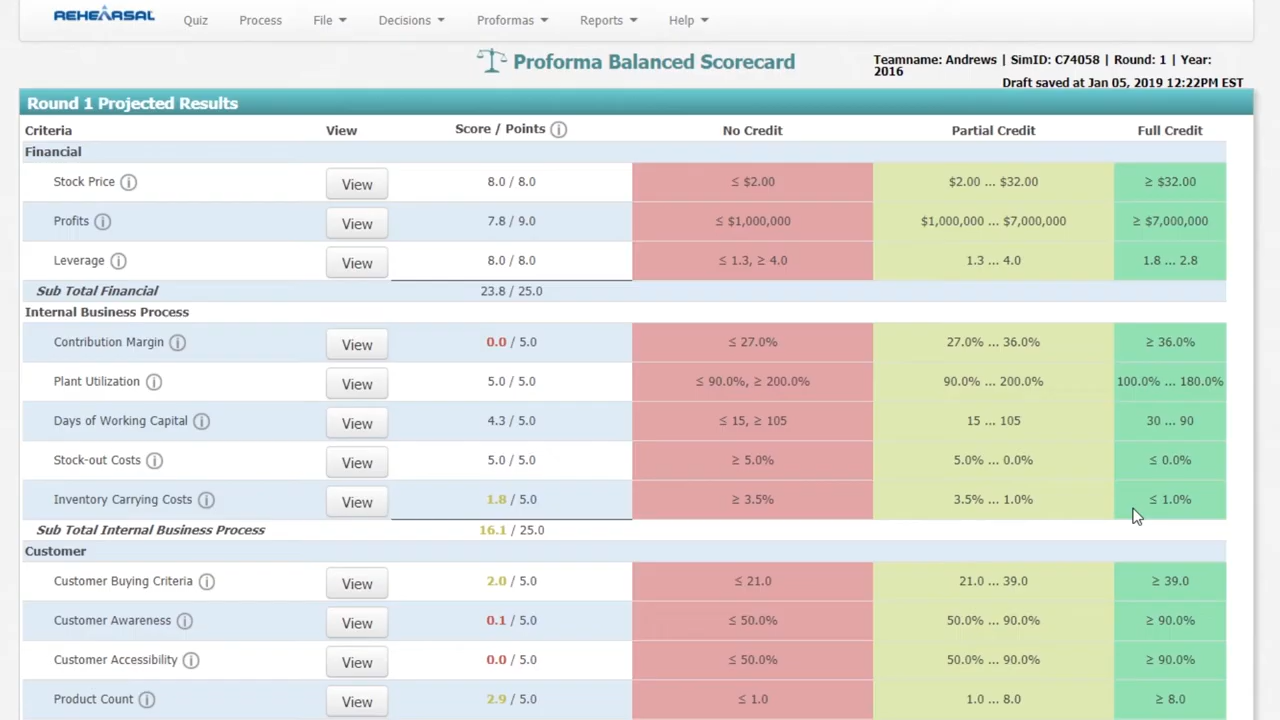 REHEARSAL Quiz Process File Decisions Proformas Reports Help
Proforma Balanced Scorecard
Teamname: Andrews | SimID: C74058 | Round: 1 | Year:
2016
Draft saved at Jan 05, 2019 12:22PM EST
Round 1 Projected Results
Criteria View Score / Points No Credit Partial Credit Full Credit
Financial
Stock Price View 8.0 / 8.0 ≤ $2.00 $2.00 ... $32.00 ≥ $32.00
Profits View 7.8 / 9.0 ≤ $1,000,000 $1,000,000 ... $7,000,000 ≥ $7,000,000
Leverage View 8.0 / 8.0 ≤ 1.3, ≥ 4.0 1.3 ... 4.0 1.8 ... 2.8
Sub Total Financial 23.8 / 25.0
Internal Business Process
Contribution Margin View 0.0 / 5.0 ≤ 27.0% 27.0% ... 36.0% ≥ 36.0%
Plant Utilization View 5.0 / 5.0 ≤ 90.0%, ≥ 200.0% 90.0% ... 200.0% 100.0% ... 180.0%
Days of Working Capital View 4.3 / 5.0 ≤ 15, ≥ 105 15 ... 105 30 ... 90
Stock-out Costs View 5.0 / 5.0 ≥ 5.0% 5.0% ... 0.0% ≤ 0.0%
Inventory Carrying Costs View 1.8 / 5.0 ≥ 3.5% 3.5% ... 1.0% ≤ 1.0%
Sub Total Internal Business Process 16.1 / 25.0
Customer
Customer Buying Criteria View 2.0 / 5.0 ≤ 21.0 21.0 ... 39.0 ≥ 39.0
Customer Awareness View 0.1 / 5.0 ≤ 50.0% 50.0% ... 90.0% ≥ 90.0%
Customer Accessibility View 0.0 / 5.0 ≤ 50.0% 50.0% ... 90.0% ≥ 90.0%
Product Count View 2.9 / 5.0 ≤ 1.0 1.0 ... 8.0 ≥ 8.0